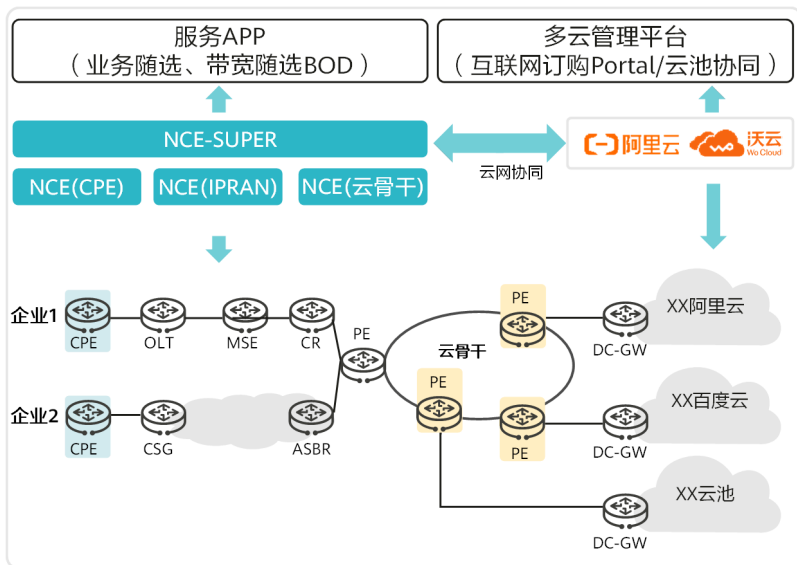 服务APP
（业务随选、带宽随选BOD）
多云管理平台
（互联网订购Portal/云池协同）
NCE-SUPER
云网协同
阿里云
沃云
Wo Cloud
NCE(CPE)
NCE(IPRAN)
NCE(云骨干)
企业1
CPE
OLT
MSE
CR
PE
云骨干
PE
DC-GW
XX阿里云
企业2
CPE
CSG
ASBR
PE
PE
DC-GW
XX百度云
DC-GW
XX云池